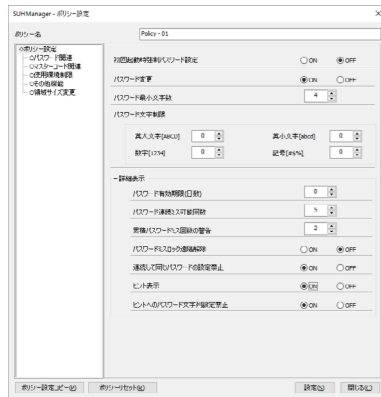 SUHManager - ポリシー設定
ポリシー名 Policy - 01
ポリシー設定
パスワード関連
マスターコード関連
使用環境制限
その他機能
領域サイズ変更
初回起動時強制パスワード設定 ON OFF
パスワード変更 ON OFF
パスワード最小文字数 4
パスワード文字制限
英大文字[ABCD] 0 英小文字[abcd] 0
数字[1234] 0 記号[#$%] 0
詳細表示
パスワード有効期限(日数) 0
パスワード連続ミス可能回数 5
累積パスワードミス回数の警告 2
パスワードミスロック遠隔解除 ON OFF
連続して同じパスワードの設定禁止 ON OFF
ヒント表示 ON OFF
ヒントへのパスワード文字列設定禁止 ON OFF
ポリシー設定コピー(P) ポリシーリセット(R) 設定(S) 閉じる(C)